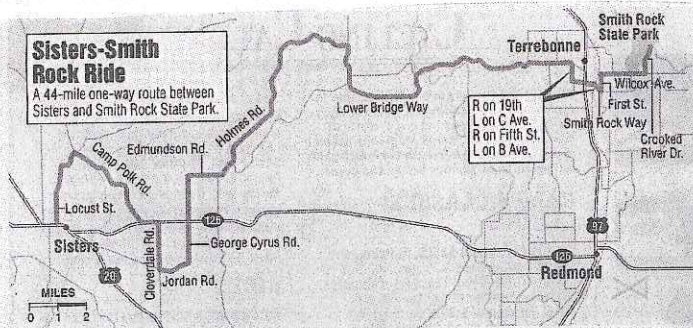 Sisters-Smith
Rock Ride
A 44-mile one-way route between
Sisters and Smith Rock State Park.
Smith Rock
State Park
Terrebonne
Wilcox Ave.
First St.
Smith Rock Way
Crooked
River Dr.
R on 19th
L on C Ave.
R on Fifth St.
L on B Ave.
Lower Bridge Way
Holmes Rd.
Edmundson Rd.
Camp Polk Rd.
Locust St.
Sisters
20
Cloverdale Rd.
Jordan Rd.
George Cyrus Rd.
126
97
126
Redmond
MILES
0 1 2